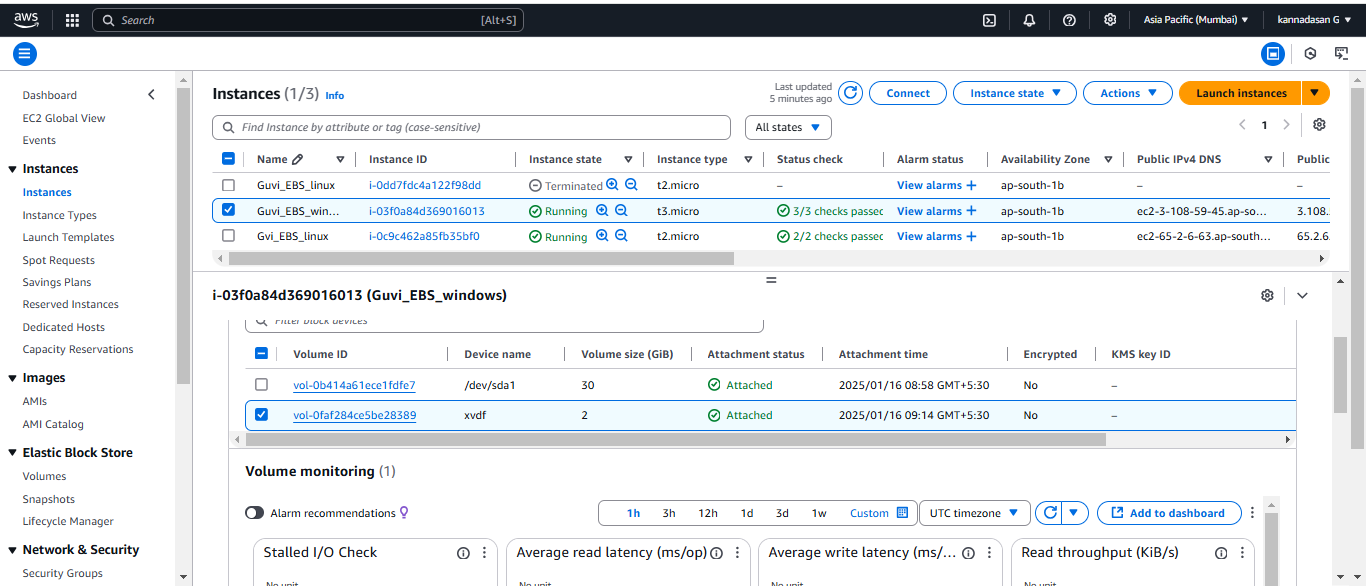 aws Search [Alt+S] Asia Pacific (Mumbai) kannadasan G
Dashboard
EC2 Global View
Events
Instances
Instances
Instance Types
Launch Templates
Spot Requests
Savings Plans
Reserved Instances
Dedicated Hosts
Capacity Reservations
Images
AMIs
AMI Catalog
Elastic Block Store
Volumes
Snapshots
Lifecycle Manager
Network & Security
Security Groups
Instances (1/3) Info
Last updated
5 minutes ago
Connect Instance state Actions Launch instances
Find Instance by attribute or tag (case-sensitive) All states 1
Name Instance ID Instance state Instance type Status check Alarm status Availability Zone Public IPv4 DNS Public
Guvi_EBS_linux i-0dd7fdc4a122f98dd Terminated t2.micro – View alarms + ap-south-1b – –
Guvi_EBS_win... i-03f0a84d369016013 Running t3.micro 3/3 checks passed View alarms + ap-south-1b ec2-3-108-59-45.ap-so... 3.108.
Gvi_EBS_linux i-0c9c462a85fb35bf0 Running t2.micro 2/2 checks passed View alarms + ap-south-1b ec2-65-2-6-63.ap-south... 65.2.6.
i-03f0a84d369016013 (Guvi_EBS_windows)
Filter block devices
Volume ID Device name Volume size (GiB) Attachment status Attachment time Encrypted KMS key ID
vol-0b414a61ece1fdfe7 /dev/sda1 30 Attached 2025/01/16 08:58 GMT+5:30 No –
vol-0faf284ce5be28389 xvdf 2 Attached 2025/01/16 09:14 GMT+5:30 No –
Volume monitoring (1)
Alarm recommendations 1h 3h 12h 1d 3d 1w Custom UTC timezone Add to dashboard
Stalled I/O Check Average read latency (ms/op) Average write latency (ms/... Read throughput (KiB/s)
No unit No unit No unit No unit